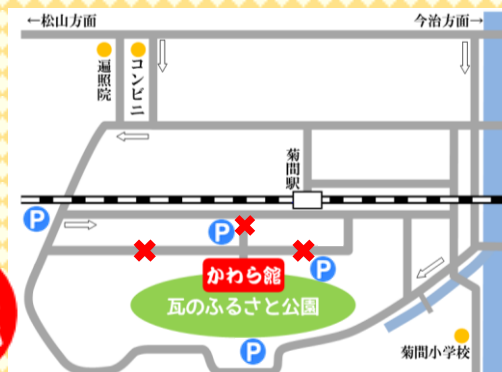 ←松山方面
今治方面→
遍照院
コンビニ
菊間駅
P
P
かわら館
P
瓦のふるさと公園
菊間小学校
P